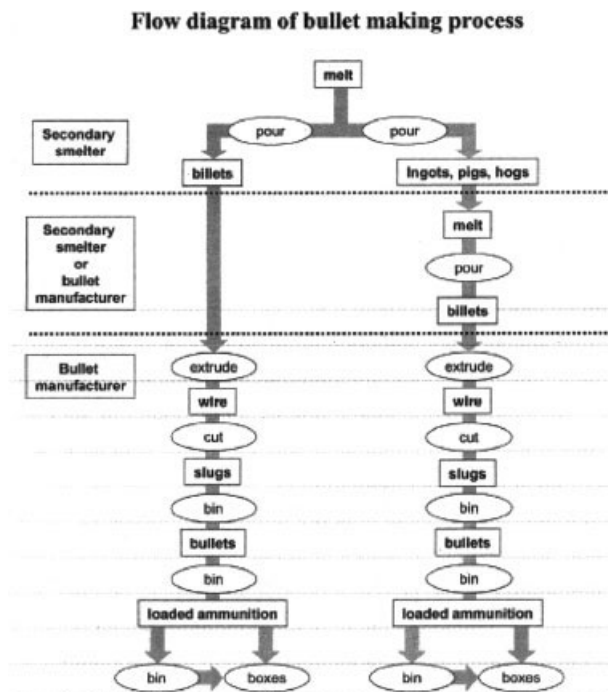 Flow diagram of bullet making process
melt
pour
pour
Secondary
smelter
billets
Ingots, pigs, hogs
melt
Secondary
smelter
or
bullet
manufacturer
pour
billets
Bullet
manufacturer
extrude
extrude
wire
wire
cut
cut
slugs
slugs
bin
bin
bullets
bullets
bin
bin
loaded ammunition
loaded ammunition
bin
boxes
bin
boxes